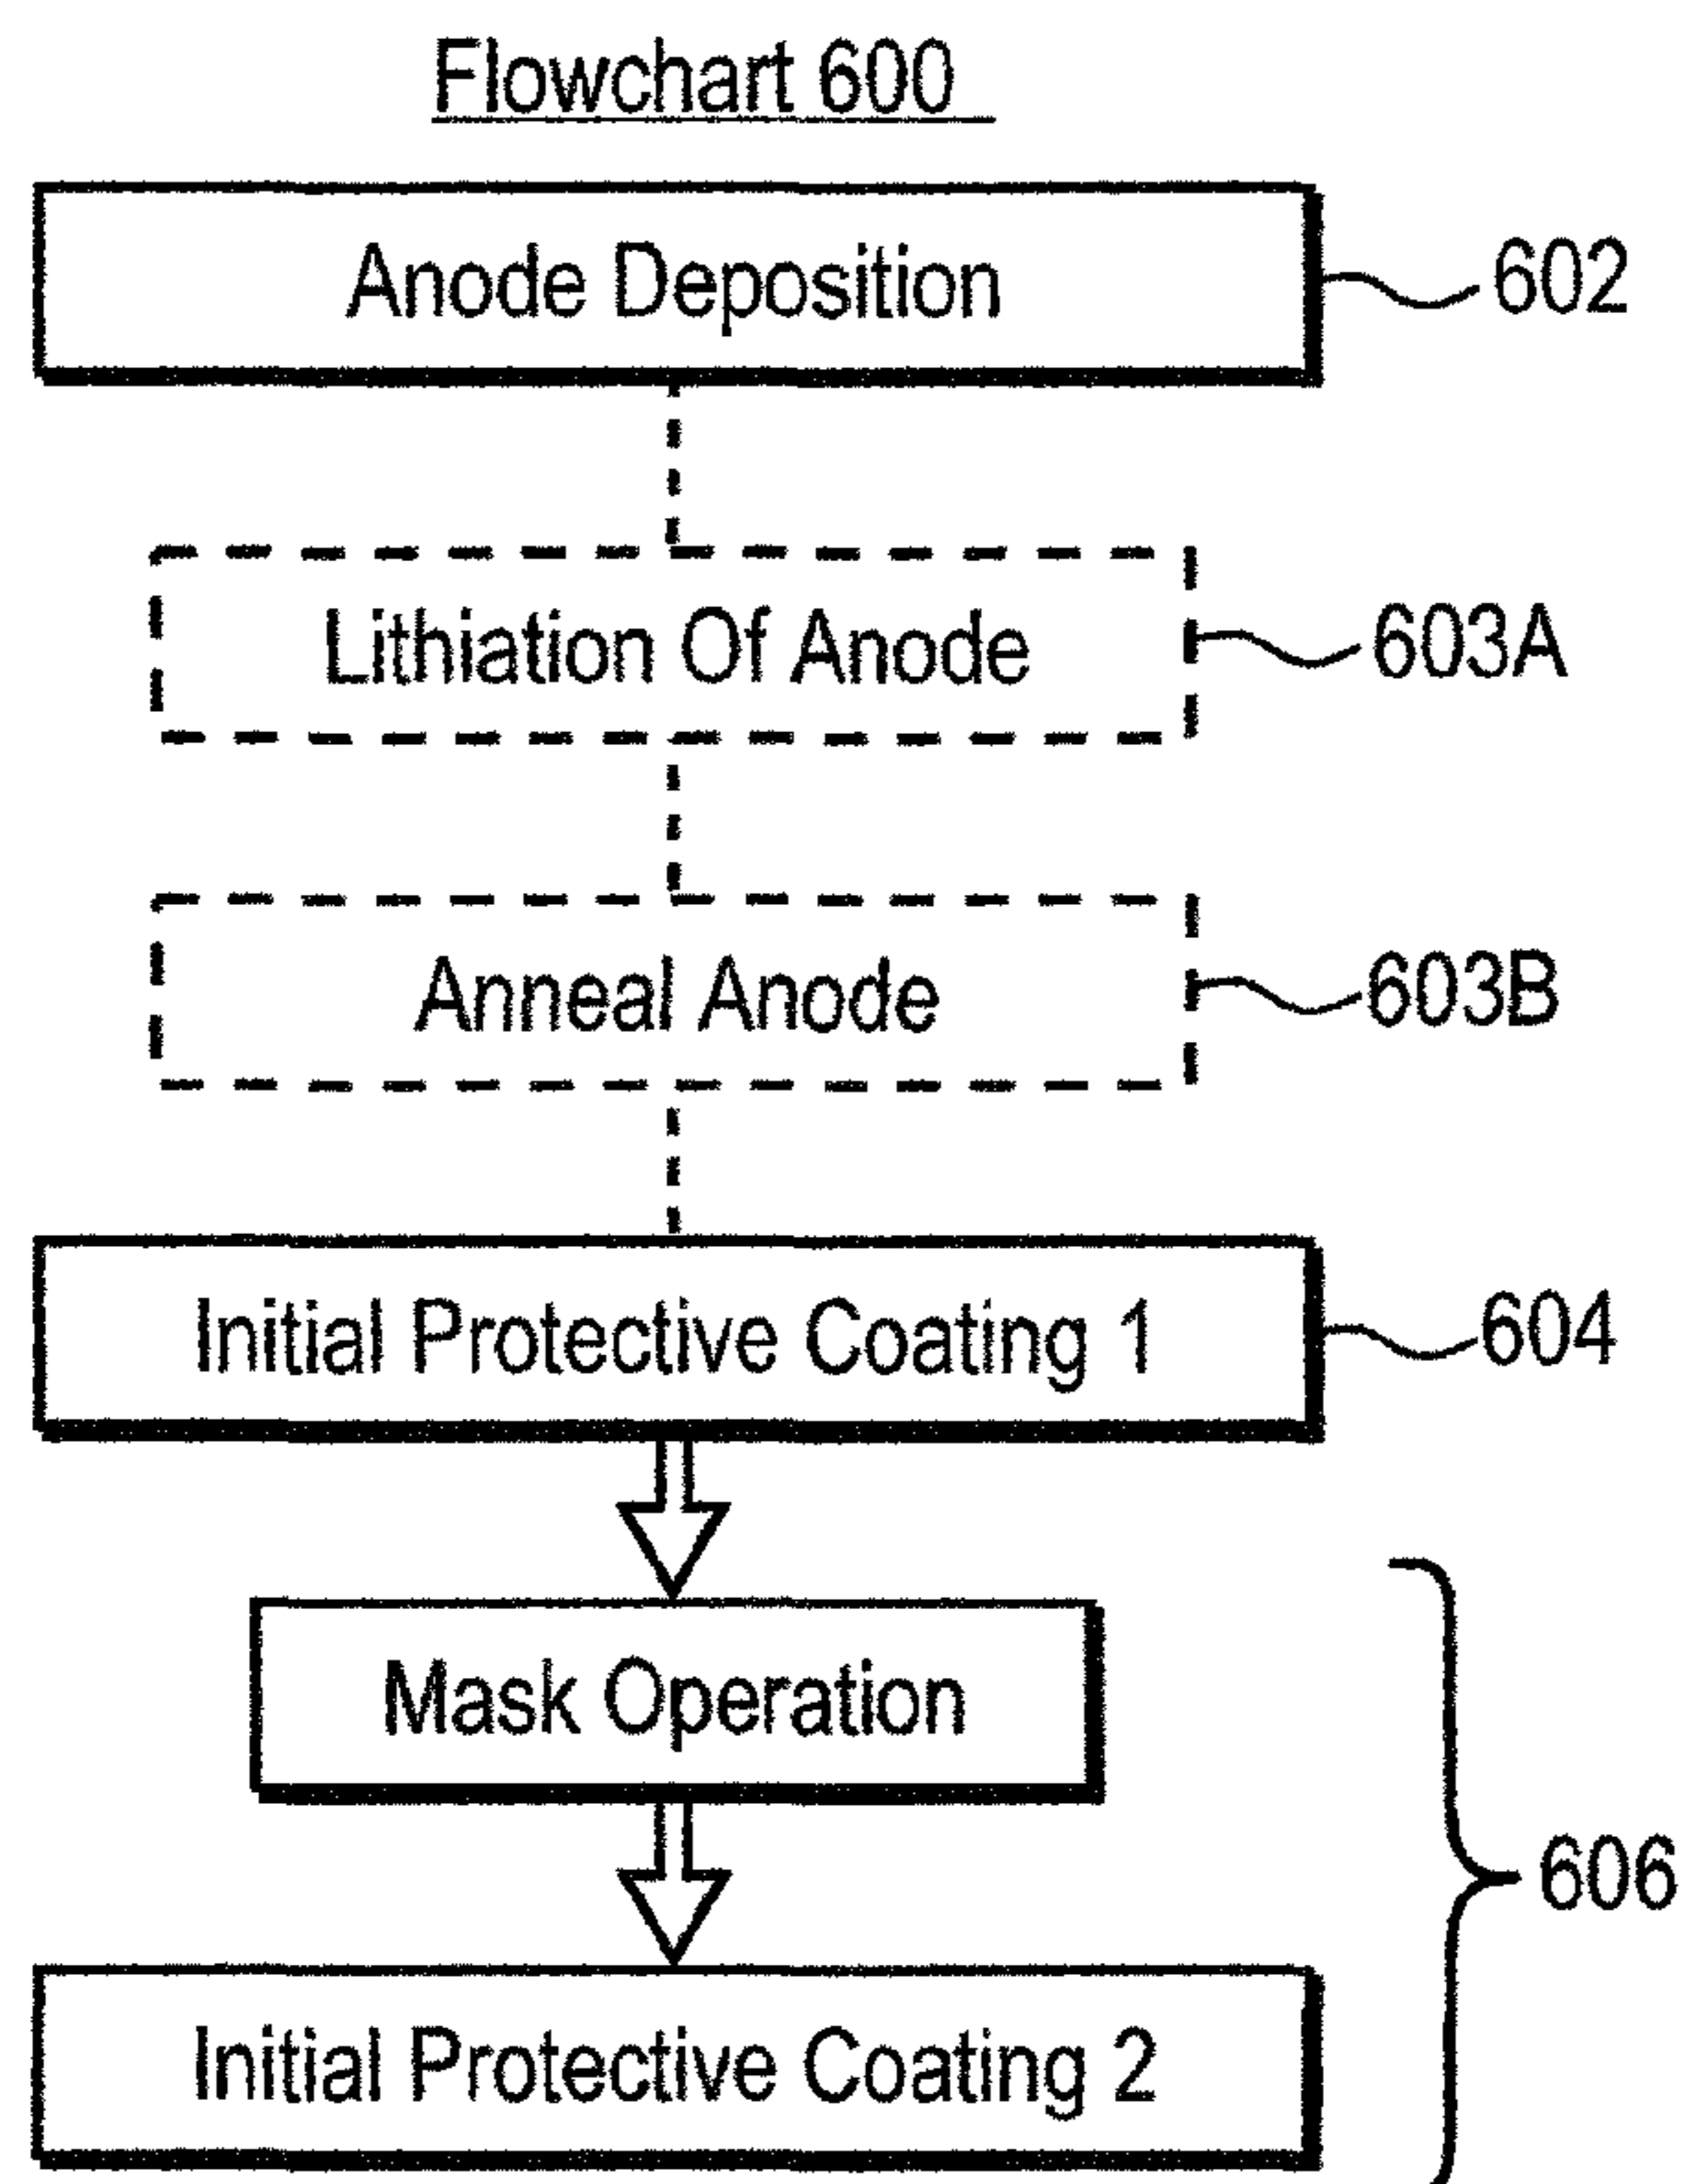 Flowchart 600
Anode Deposition
602
Lithiation Of Anode
603A
Anneal Anode
603B
Initial Protective Coating 1
604
Mask Operation
606
Initial Protective Coating 2